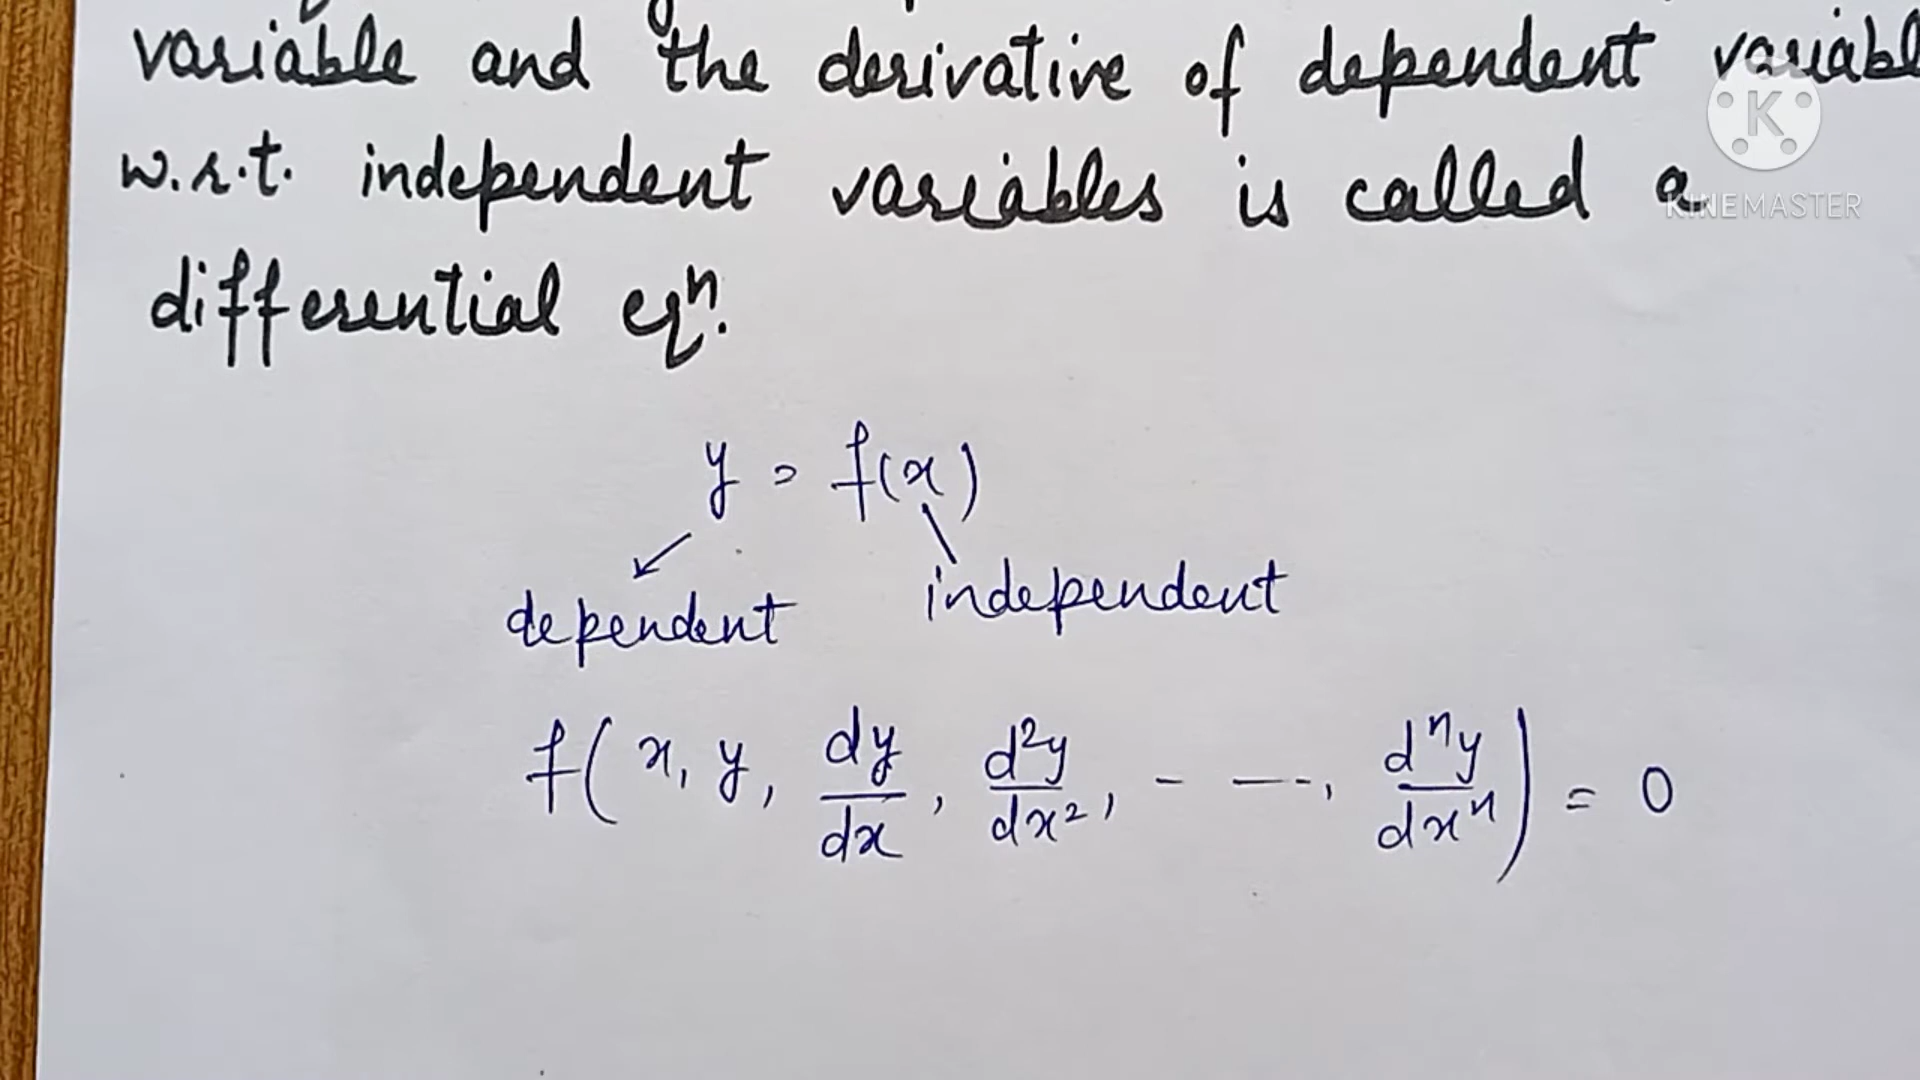 variable and the derivative of dependent variabl
w.r.t. independent variables is called a
differential eqⁿ.
K
KINEMASTER
y = f(x)
dependent independent
f( x, y, dy/dx, d²y/dx², - —--, dⁿy/dxⁿ ) = 0